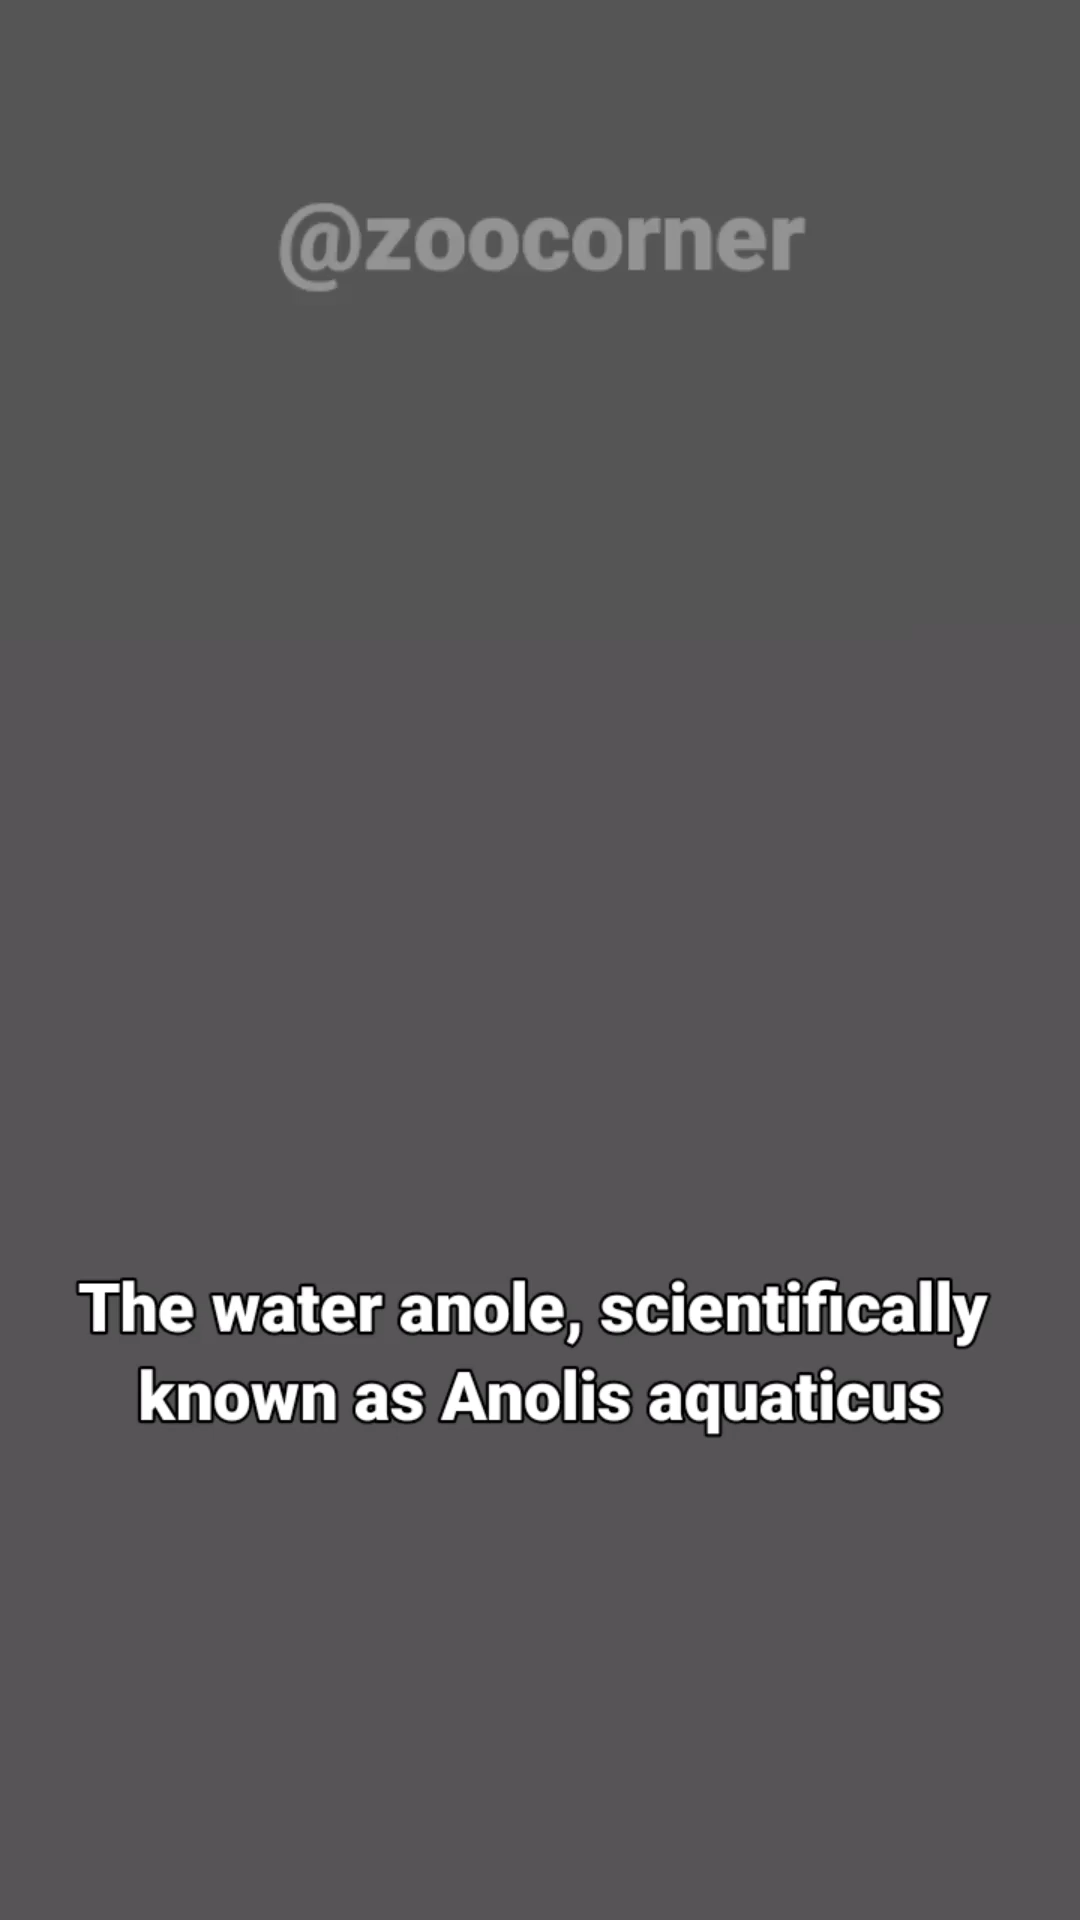 @zoocorner
The water anole, scientifically
known as Anolis aquaticus